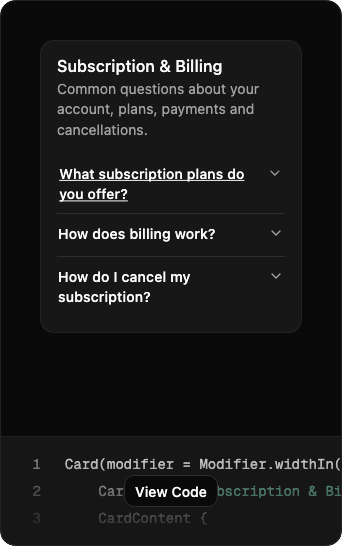 Subscription & Billing
Common questions about your
account, plans, payments and
cancellations.
What subscription plans do
you offer?
How does billing work?
How do I cancel my
subscription?
1 Card(modifier = Modifier.widthIn(
2 Car
View Code
bscription & Bi
3 CardContent {